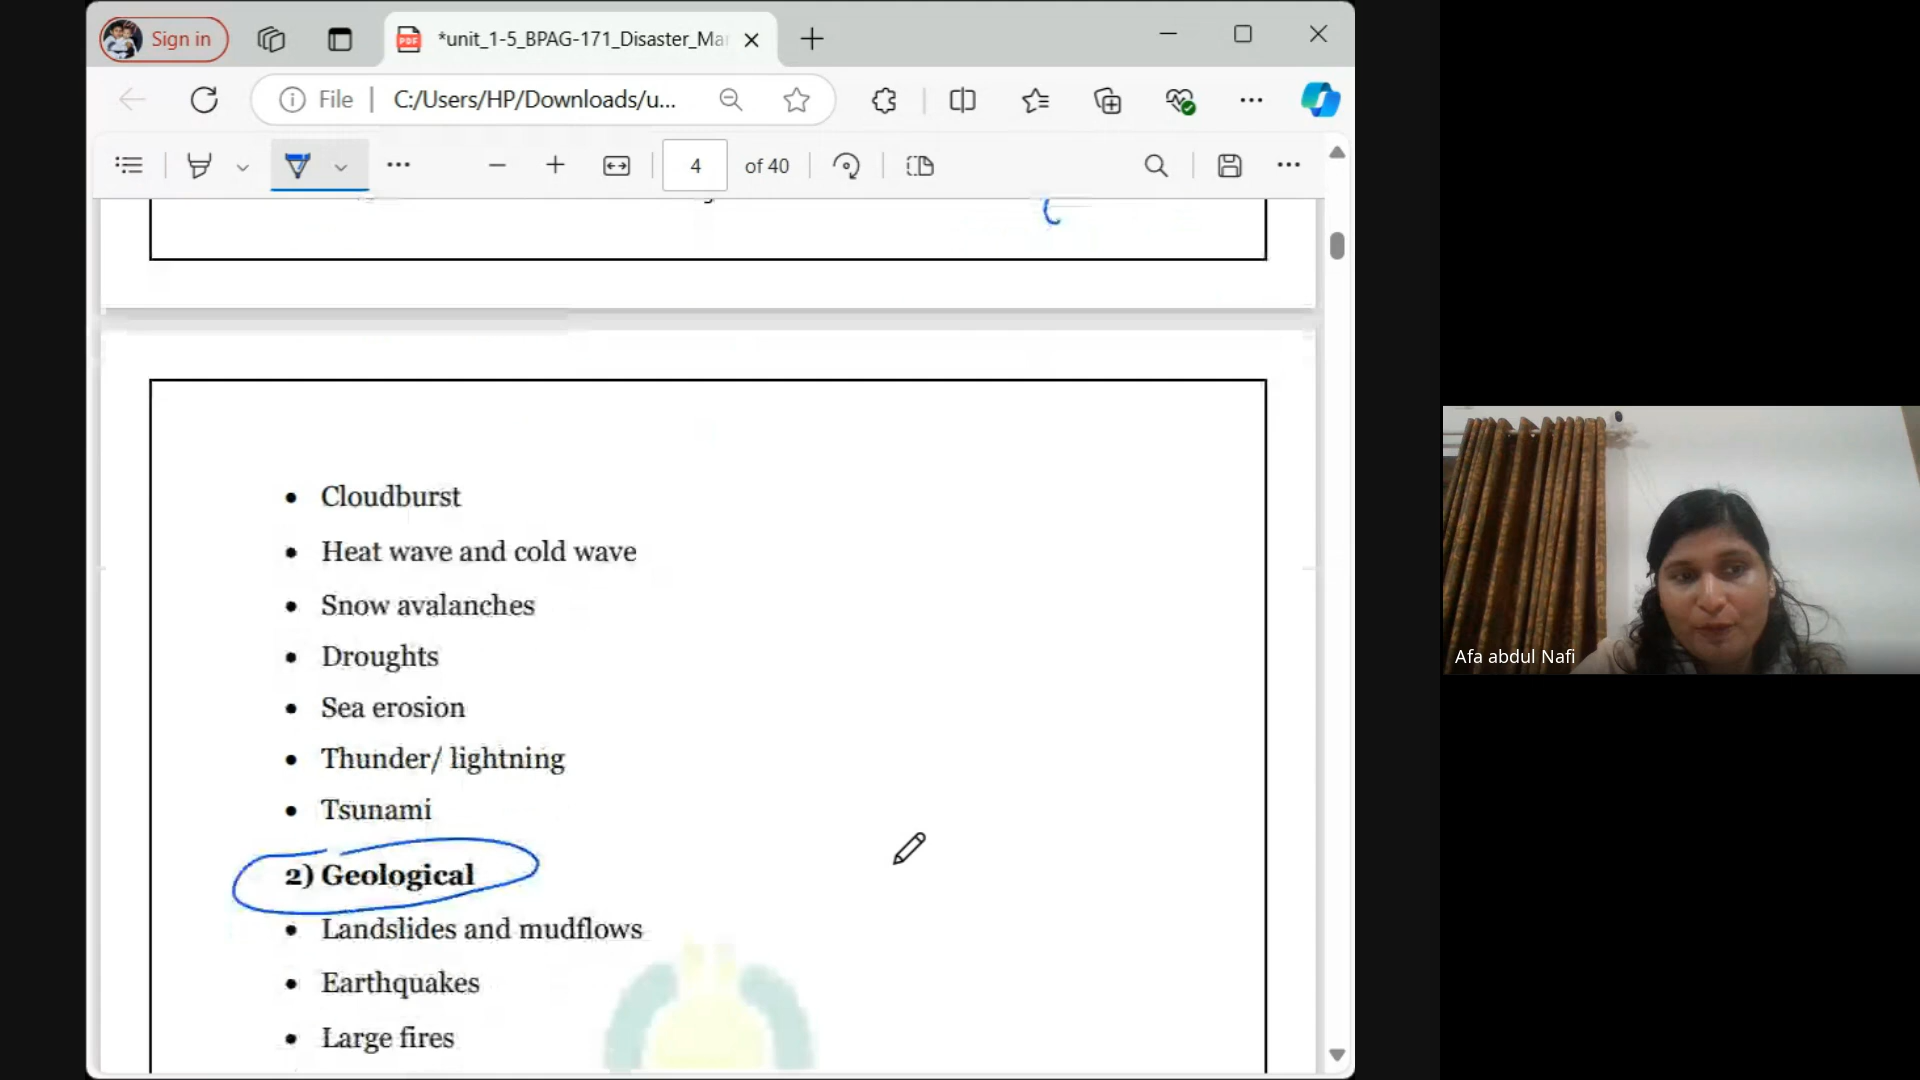 Sign in
*unit_1-5_BPAG-171_Disaster_Mar
File
C:/Users/HP/Downloads/u...
4 of 40
• Cloudburst
• Heat wave and cold wave
• Snow avalanches
• Droughts
• Sea erosion
• Thunder/ lightning
• Tsunami
2) Geological
• Landslides and mudflows
• Earthquakes
• Large fires
Afa abdul Nafi